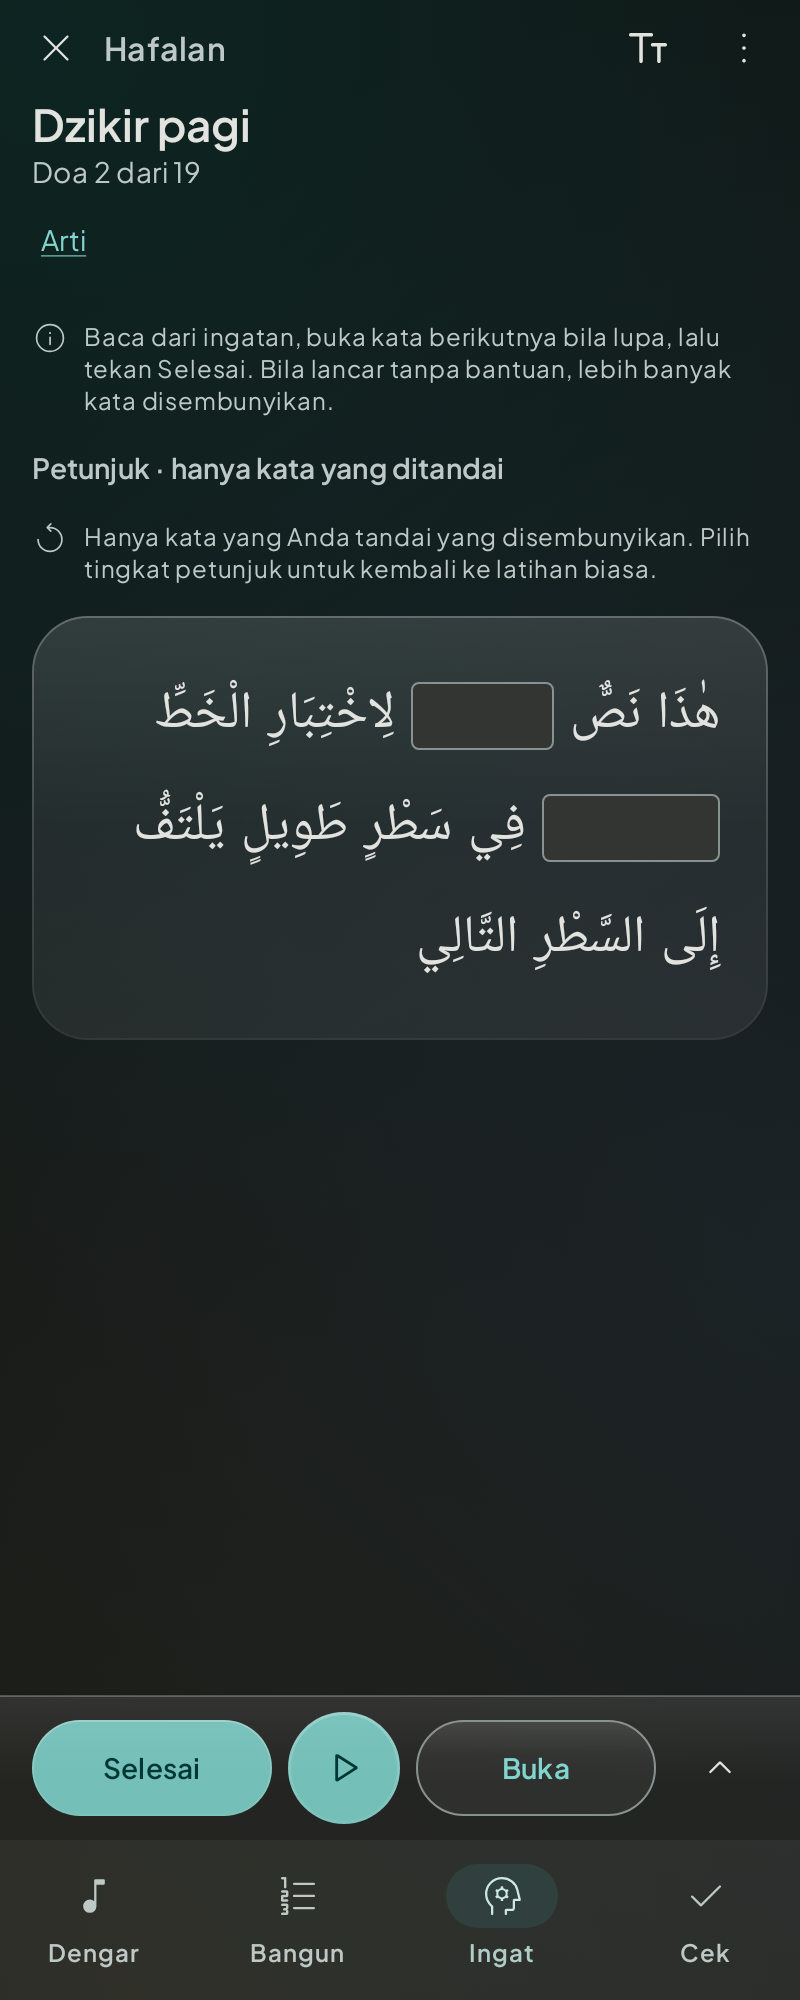 Hafalan
Dzikir pagi
Doa 2 dari 19
Arti
Baca dari ingatan, buka kata berikutnya bila lupa, lalu
tekan Selesai. Bila lancar tanpa bantuan, lebih banyak
kata disembunyikan.
Petunjuk · hanya kata yang ditandai
Hanya kata yang Anda tandai yang disembunyikan. Pilih
tingkat petunjuk untuk kembali ke latihan biasa.
هٰذَا نَصٌّ لِاخْتِبَارِ الْخَطِّ
فِي سَطْرٍ طَوِيلٍ يَلْتَفُّ
إِلَى السَّطْرِ التَّالِي
Selesai
Buka
Dengar
Bangun
Ingat
Cek